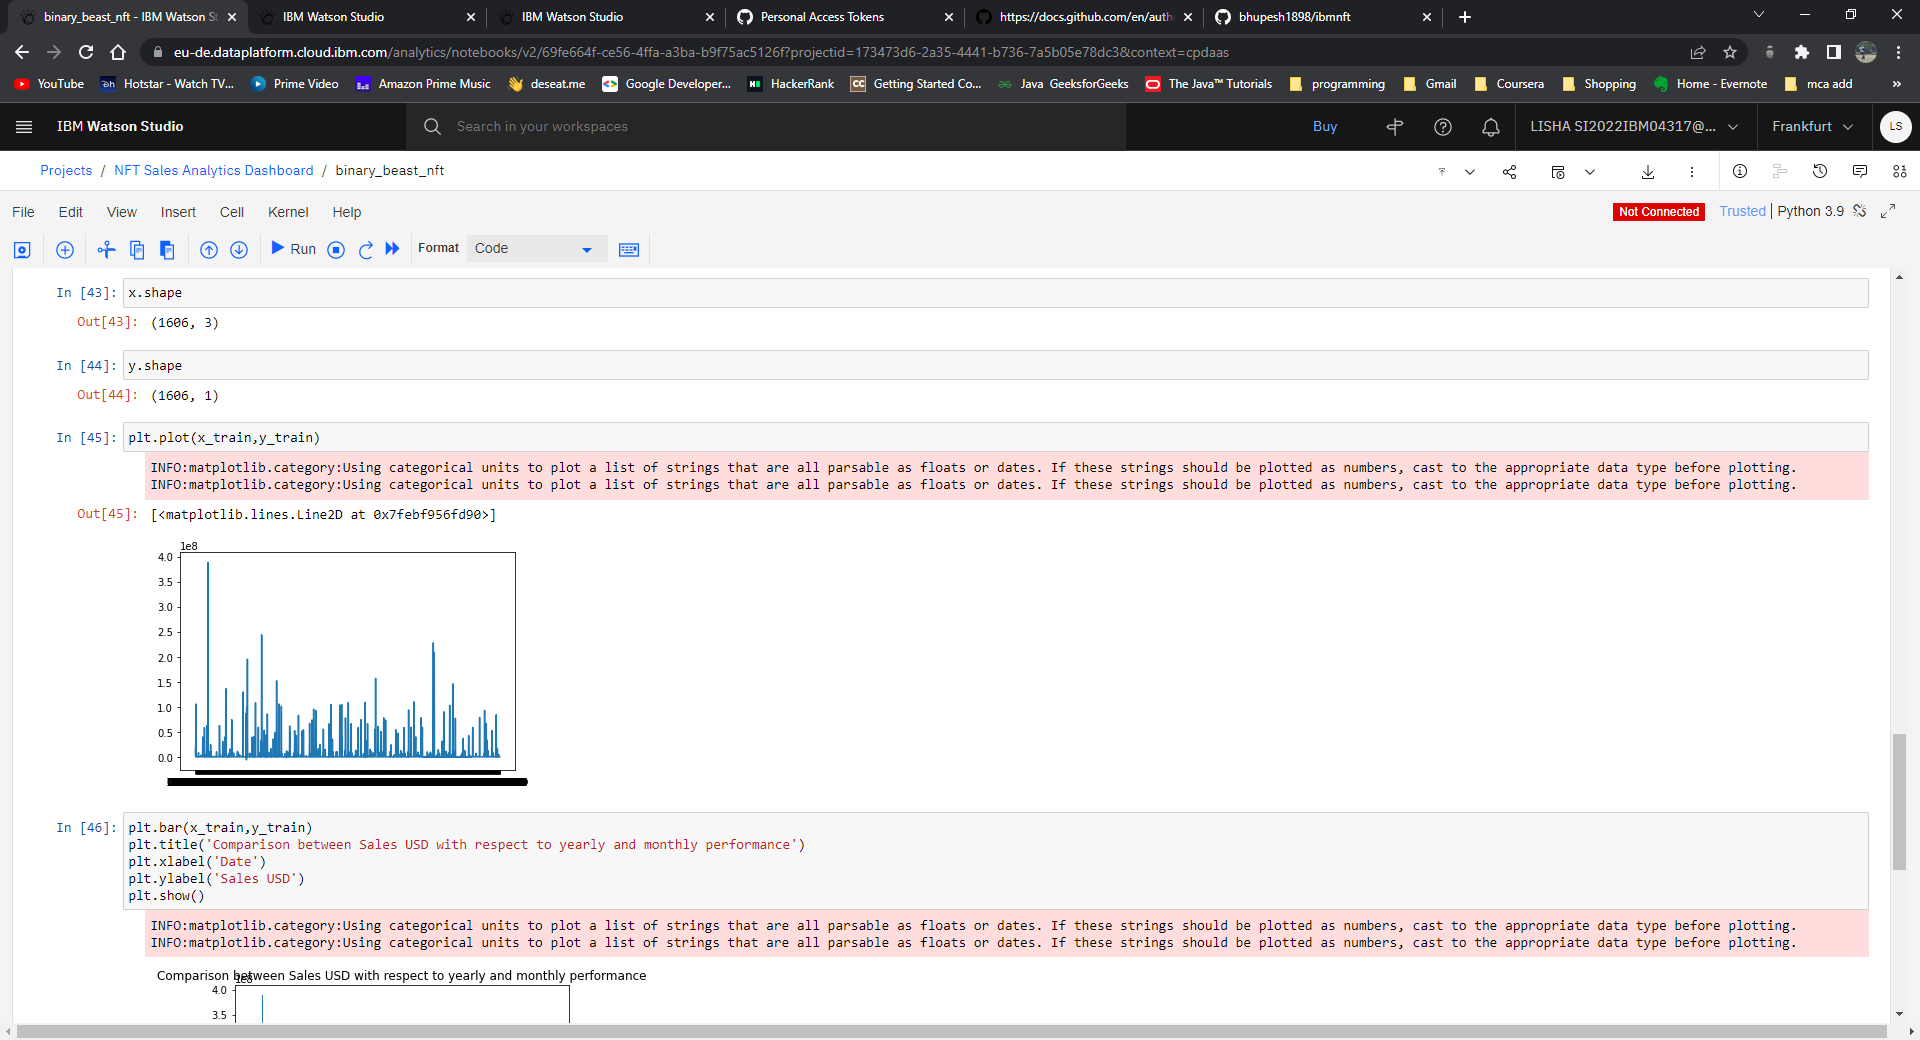 binary_beast_nft - IBM Watson St
IBM Watson Studio
IBM Watson Studio
Personal Access Tokens
https://docs.github.com/en/auth
bhupesh1898/ibmnft
eu-de.dataplatform.cloud.ibm.com/analytics/notebooks/v2/69fe664f-ce56-4ffa-a3ba-b9f75ac5126f?projectid=173473d6-2a35-4441-b736-7a5b05e78dc3&context=cpdaas
YouTube
Hotstar - Watch TV...
Prime Video
Amazon Prime Music
deseat.me
Google Developer...
HackerRank
Getting Started Co...
Java GeeksforGeeks
The Java™ Tutorials
programming
Gmail
Coursera
Shopping
Home - Evernote
mca add
»
IBM Watson Studio
Search in your workspaces
Buy
LISHA SI2022IBM04317@...
Frankfurt
LS
Projects / NFT Sales Analytics Dashboard / binary_beast_nft
File Edit View Insert Cell Kernel Help
Not Connected
Trusted | Python 3.9
Run
Format
Code
In [43]: x.shape
Out[43]: (1606, 3)
In [44]: y.shape
Out[44]: (1606, 1)
In [45]: plt.plot(x_train,y_train)
INFO:matplotlib.category:Using categorical units to plot a list of strings that are all parsable as floats or dates. If these strings should be plotted as numbers, cast to the appropriate data type before plotting.
INFO:matplotlib.category:Using categorical units to plot a list of strings that are all parsable as floats or dates. If these strings should be plotted as numbers, cast to the appropriate data type before plotting.
Out[45]: [<matplotlib.lines.Line2D at 0x7febf956fd90>]
1e8
4.0
3.5
3.0
2.5
2.0
1.5
1.0
0.5
0.0
In [46]: plt.bar(x_train,y_train)
plt.title('Comparison between Sales USD with respect to yearly and monthly performance')
plt.xlabel('Date')
plt.ylabel('Sales USD')
plt.show()
INFO:matplotlib.category:Using categorical units to plot a list of strings that are all parsable as floats or dates. If these strings should be plotted as numbers, cast to the appropriate data type before plotting.
INFO:matplotlib.category:Using categorical units to plot a list of strings that are all parsable as floats or dates. If these strings should be plotted as numbers, cast to the appropriate data type before plotting.
Comparison between Sales USD with respect to yearly and monthly performance
1e8
4.0
3.5